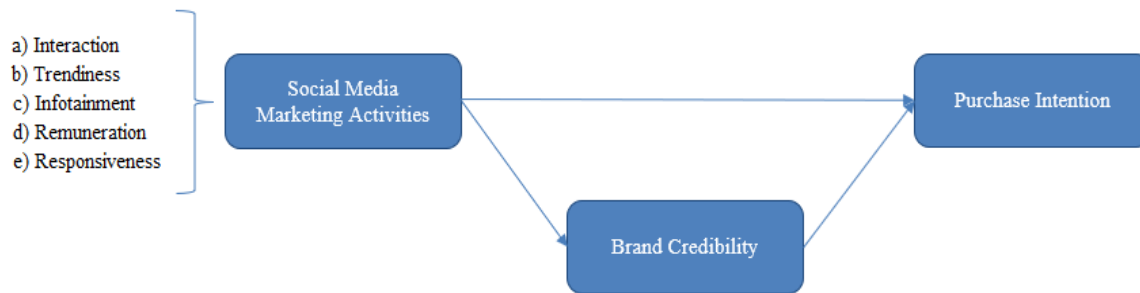 a) Interaction
b) Trendiness
c) Infotainment
d) Remuneration
e) Responsiveness
Social Media
Marketing Activities
Purchase Intention
Brand Credibility